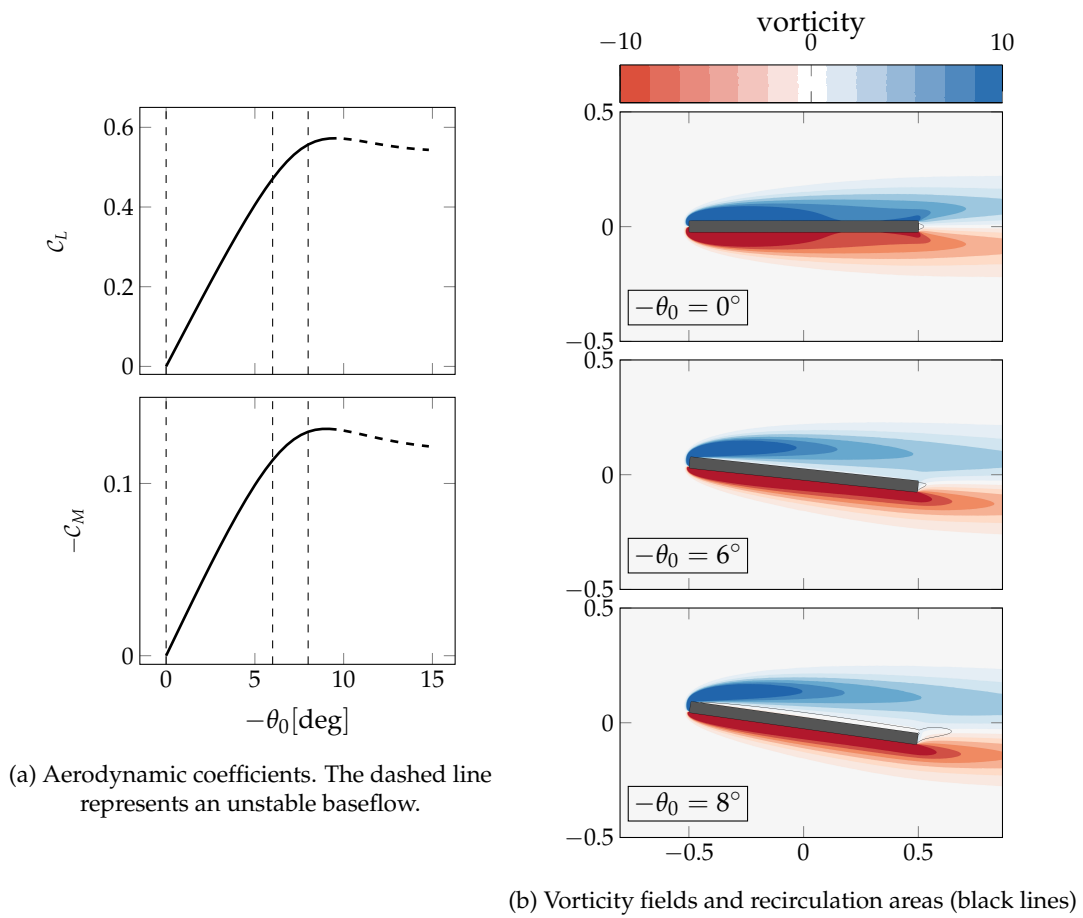 vorticity
−10 0 10
0.6
0.4
0.2
0
C_L
0.1
0
−C_M
0 5 10 15
−θ₀[deg]
(a) Aerodynamic coefficients. The dashed line
represents an unstable baseflow.
0.5
0
−0.5
−θ₀ = 0°
0.5
0
−0.5
−θ₀ = 6°
0.5
0
−0.5
−θ₀ = 8°
−0.5 0 0.5
(b) Vorticity fields and recirculation areas (black lines)